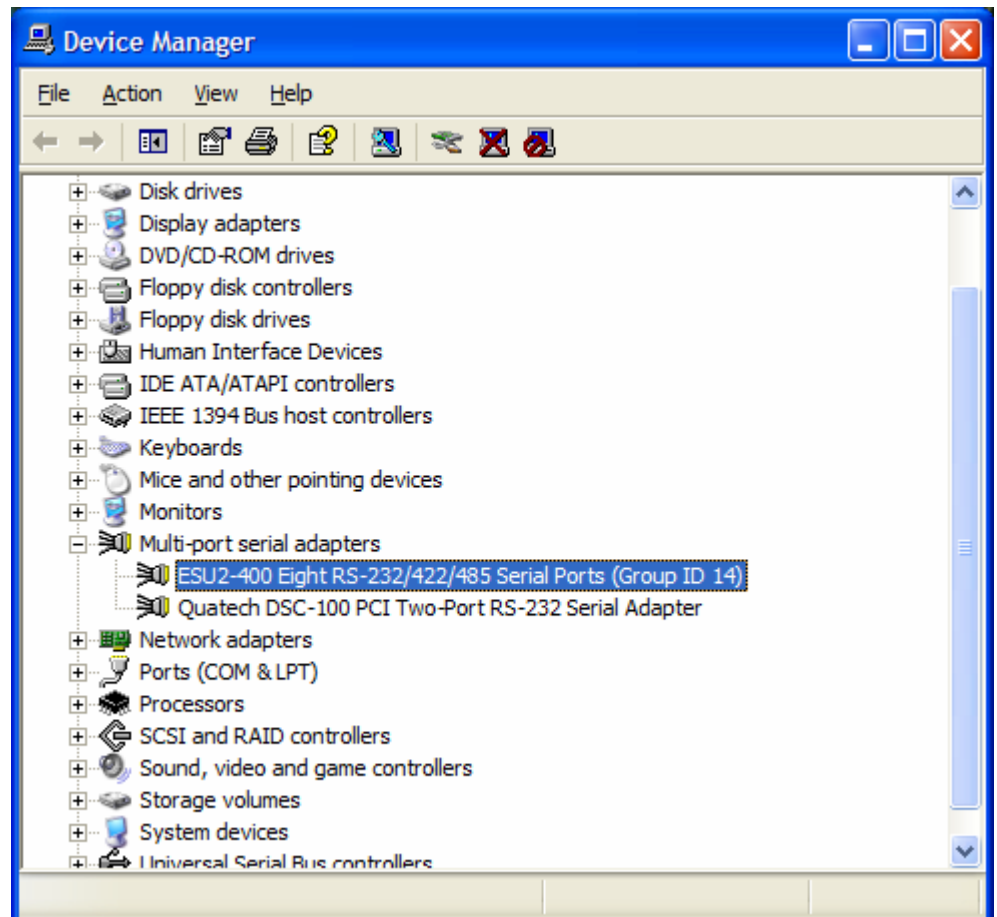 Device Manager
File Action View Help
Disk drives
Display adapters
DVD/CD-ROM drives
Floppy disk controllers
Floppy disk drives
Human Interface Devices
IDE ATA/ATAPI controllers
IEEE 1394 Bus host controllers
Keyboards
Mice and other pointing devices
Monitors
Multi-port serial adapters
ESU2-400 Eight RS-232/422/485 Serial Ports (Group ID 14)
Quatech DSC-100 PCI Two-Port RS-232 Serial Adapter
Network adapters
Ports (COM & LPT)
Processors
SCSI and RAID controllers
Sound, video and game controllers
Storage volumes
System devices
Universal Serial Bus controllers